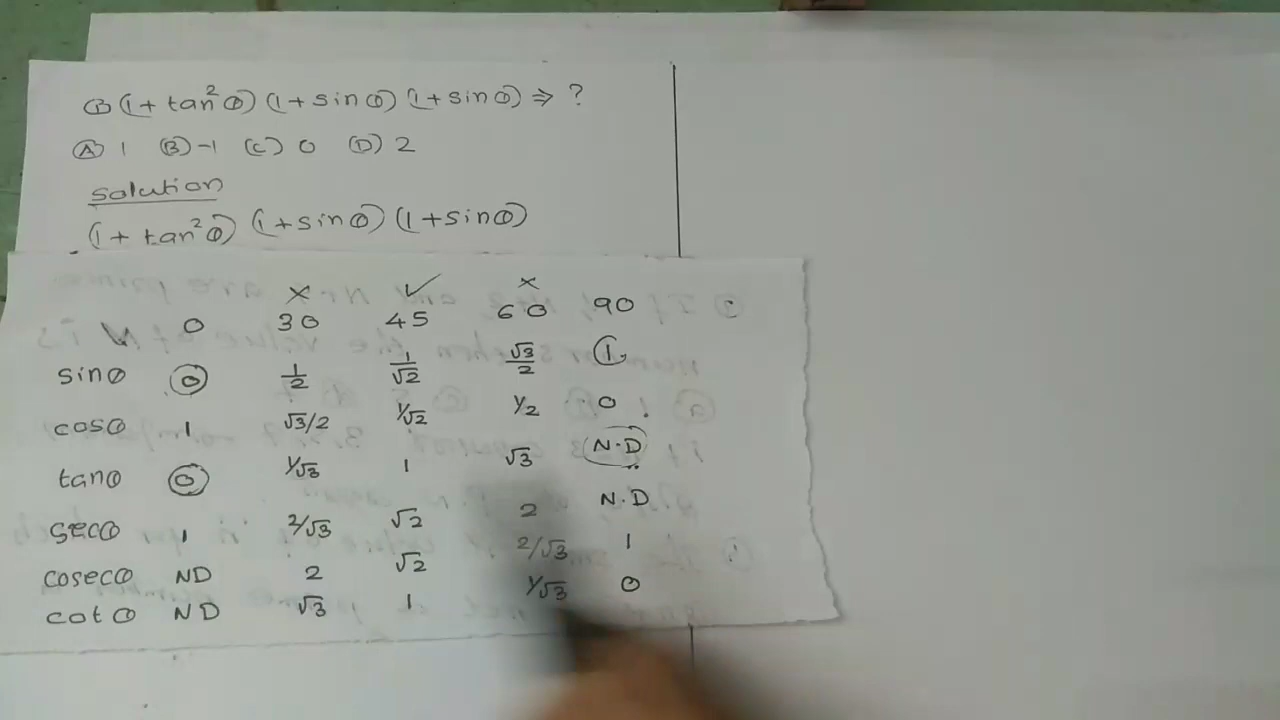 (1 + tan²θ) (1 + sinθ) (1 + sinθ) ⇒ ?
(A) 1 (B) -1 (C) 0 (D) 2
Solution
(1 + tan²θ) (1 + sinθ) (1 + sinθ)
× ✓ ×
0 30 45 60 90
sinθ 0 1/2 1/√2 √3/2 1
cosθ 1 √3/2 1/√2 1/2 0
tanθ 0 1/√3 1 √3 N.D
secθ 1 2/√3 √2 2 N.D
cosecθ ND 2 √2 2/√3 1
cotθ ND √3 1 1/√3 0